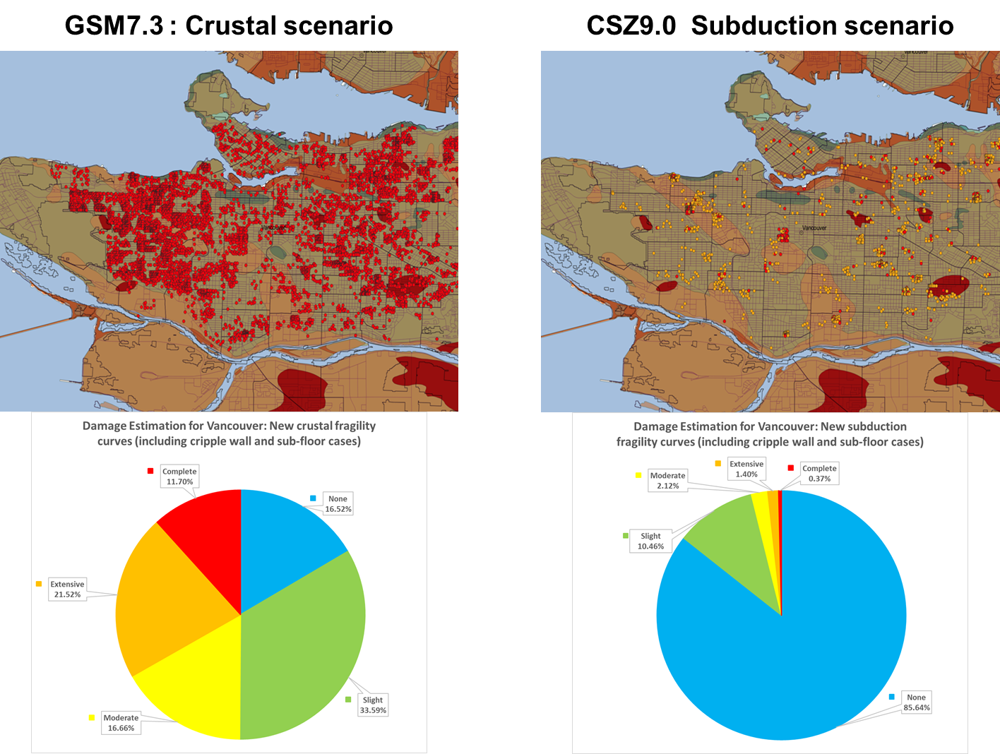 GSM7.3 : Crustal scenario
CSZ9.0 Subduction scenario
Vancouver
Vancouver
Vancouver
Vancouver
Damage Estimation for Vancouver: New crustal fragility
curves (including cripple wall and sub-floor cases)
Complete
11.70%
None
16.52%
Extensive
21.52%
Slight
33.59%
Moderate
16.66%
Damage Estimation for Vancouver: New subduction
fragility curves (including cripple wall and sub-floor cases)
Extensive
1.40%
Complete
0.37%
Moderate
2.12%
Slight
10.46%
None
85.64%